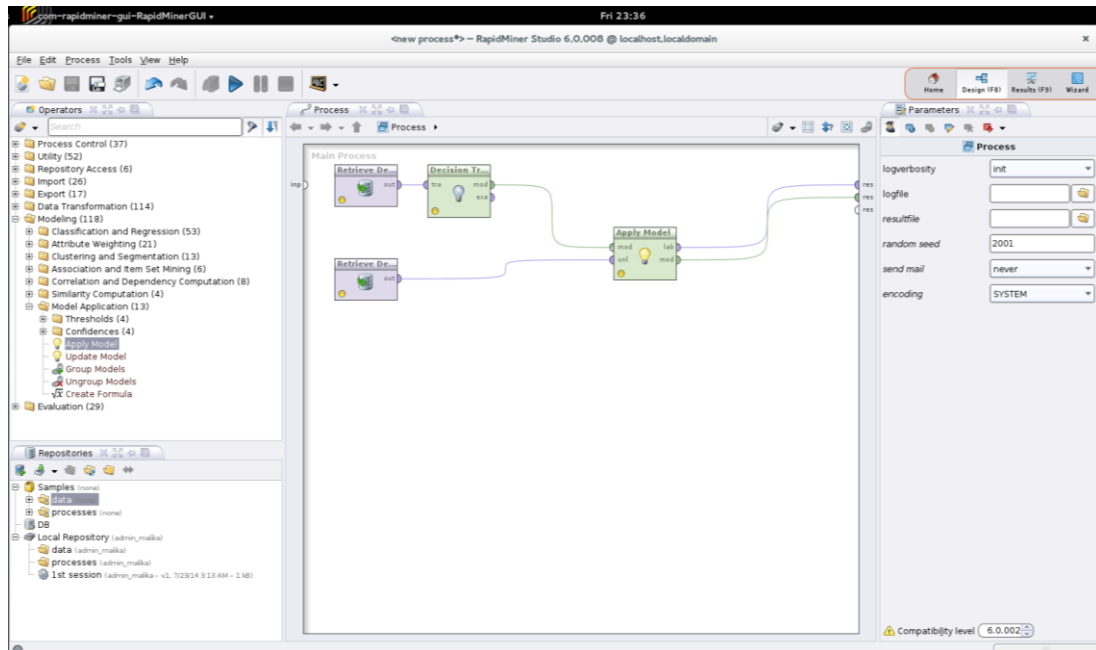 com-rapidminer-gui-RapidMinerGUI
Fri 23:36
<new process*> – RapidMiner Studio 6.0.008 @ localhost.localdomain
File Edit Process Tools View Help
Home Design (F8) Results (F9) Wizard
Operators
Search
Process Control (37)
Utility (52)
Repository Access (6)
Import (26)
Export (17)
Data Transformation (114)
Modeling (118)
Classification and Regression (53)
Attribute Weighting (21)
Clustering and Segmentation (13)
Association and Item Set Mining (6)
Correlation and Dependency Computation (8)
Similarity Computation (4)
Model Application (13)
Thresholds (4)
Confidences (4)
Apply Model
Update Model
Group Models
Ungroup Models
Create Formula
Evaluation (29)
Repositories
Samples (none)
data (none)
processes (none)
DB
Local Repository (admin_malika)
data (admin_malika)
processes (admin_malika)
1st session (admin_malika – v1, 7/23/14 3:13 AM – 1 kB)
Process
Process
Main Process
inp
Retrieve De...
out
Decision Tr...
tra mod
exa
Retrieve De...
out
Apply Model
mod lab
unl mod
res
res
res
Parameters
Process
logverbosity init
logfile
resultfile
random seed 2001
send mail never
encoding SYSTEM
Compatibility level 6.0.002